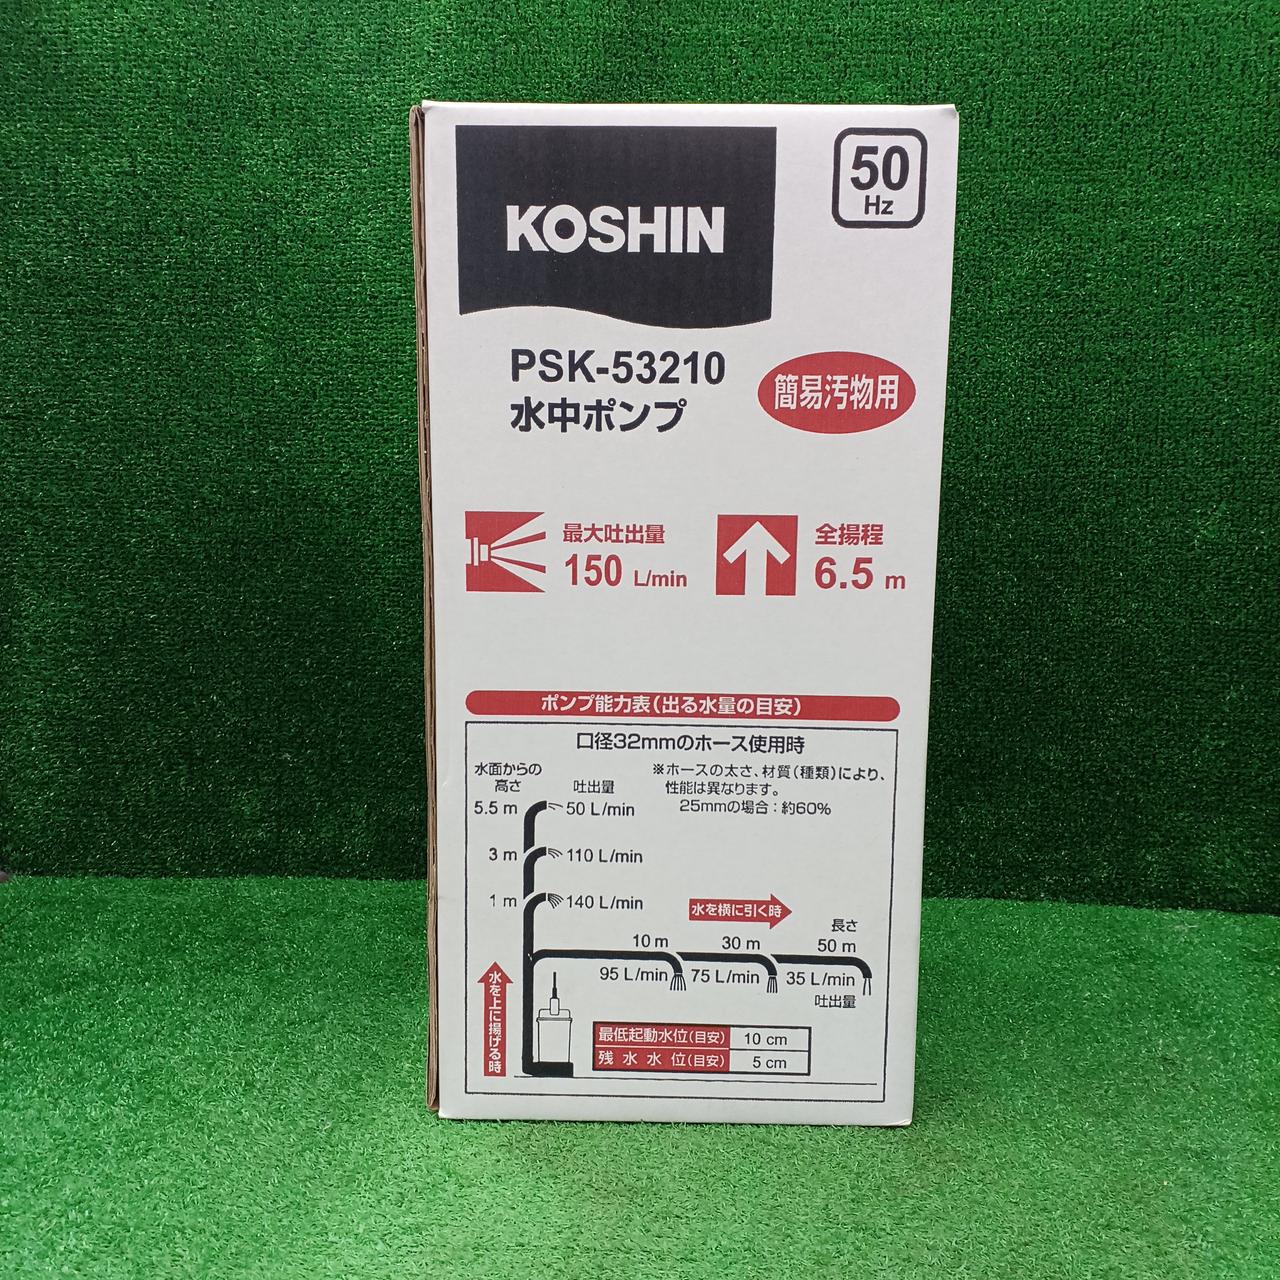 KOSHIN
50
Hz
PSK-53210
水中ポンプ
簡易汚物用
最大吐出量
150 L/min
全揚程
6.5 m
ポンプ能力表(出る水量の目安)
口径32mmのホース使用時
水面からの
高さ
吐出量
※ホースの太さ、材質(種類)により、
性能は異なります。
25mmの場合:約60%
5.5 m 50 L/min
3 m 110 L/min
1 m 140 L/min
水を横に引く時
長さ
10 m 30 m 50 m
95 L/min 75 L/min 35 L/min
吐出量
水を上に揚げる時
最低起動水位(目安) 10 cm
残水水位(目安) 5 cm